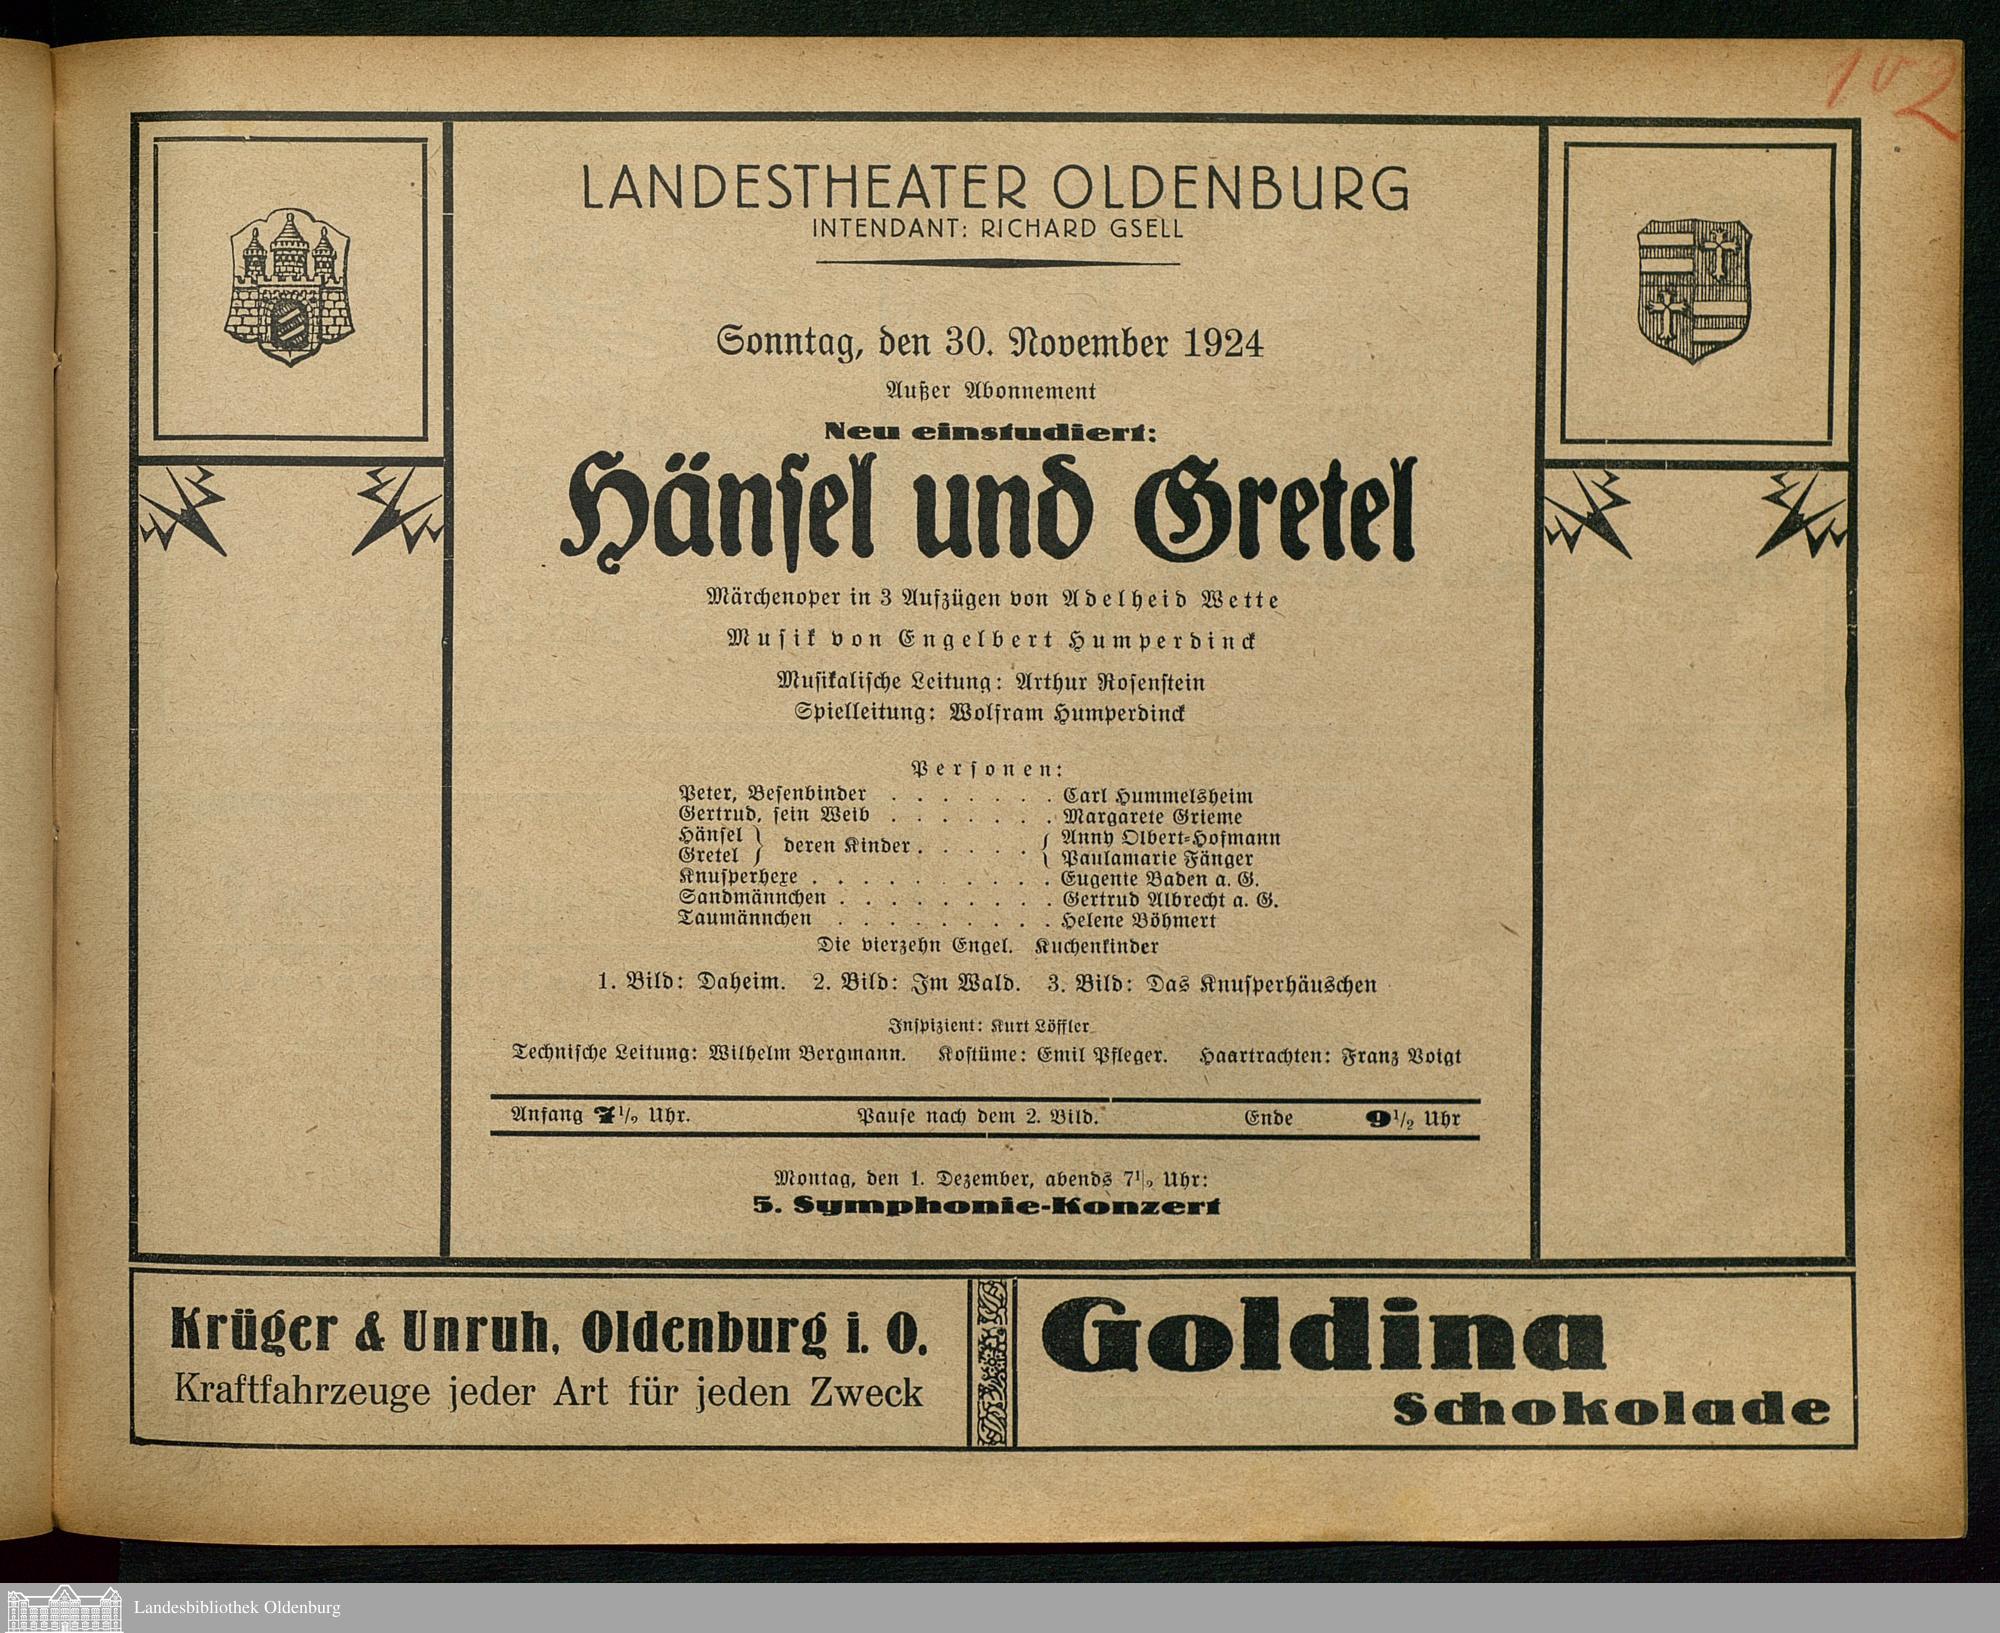 102
LANDESTHEATER OLDENBURG
INTENDANT: RICHARD GSELL
Sonntag, den 30. November 1924
Außer Abonnement
Neu einstudiert:
Hänsel und Gretel
Märchenoper in 3 Aufzügen von Adelheid Wette
Musik von Engelbert Humperdinck
Musikalische Leitung: Arthur Rosenstein
Spielleitung: Wolfram Humperdinck
Personen:
Peter, Besenbinder . . . . . . . Carl Hummelsheim
Gertrud, sein Weib . . . . . . . Margarete Grieme
Hänsel } deren Kinder . . . . . { Anny Olbert-Hofmann
Gretel } { Paulamarie Fänger
Knusperhexe . . . . . . . . . . Eugenie Baden a. G.
Sandmännchen . . . . . . . . . Gertrud Albrecht a. G.
Taumännchen . . . . . . . . . Helene Böhmert
Die vierzehn Engel. Kuchenkinder
1. Bild: Daheim. 2. Bild: Im Wald. 3. Bild: Das Knusperhäuschen
Inspizient: Kurt Löffler
Technische Leitung: Wilhelm Bergmann. Kostüme: Emil Pfleger. Haartrachten: Franz Voigt
Anfang 7 1/2 Uhr. Pause nach dem 2. Bild. Ende 9 1/2 Uhr
Montag, den 1. Dezember, abends 7 1/2 Uhr:
5. Symphonie-Konzert
Krüger & Unruh, Oldenburg i. O.
Kraftfahrzeuge jeder Art für jeden Zweck
Goldina
Schokolade
Landesbibliothek Oldenburg